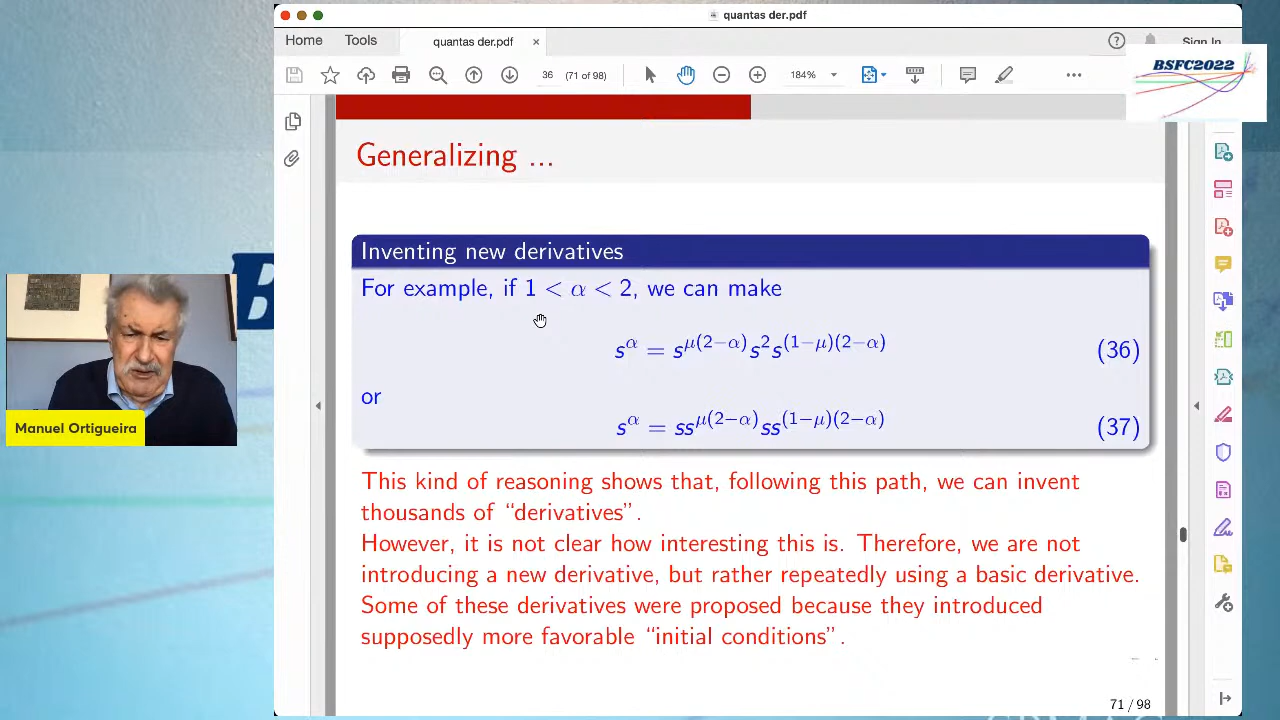 quantas der.pdf
Home Tools quantas der.pdf × ? Sign In
(71 of 98) 184%
BSFC2022
Generalizing ...
Inventing new derivatives
For example, if 1 < α < 2, we can make
s^{α} = s^{μ(2−α)}s^{2}s^{(1−μ)(2−α)} (36)
or
s^{α} = ss^{μ(2−α)}ss^{(1−μ)(2−α)} (37)
This kind of reasoning shows that, following this path, we can invent
thousands of “derivatives”.
However, it is not clear how interesting this is. Therefore, we are not
introducing a new derivative, but rather repeatedly using a basic derivative.
Some of these derivatives were proposed because they introduced
supposedly more favorable “initial conditions”.
71 / 98
Manuel Ortigueira